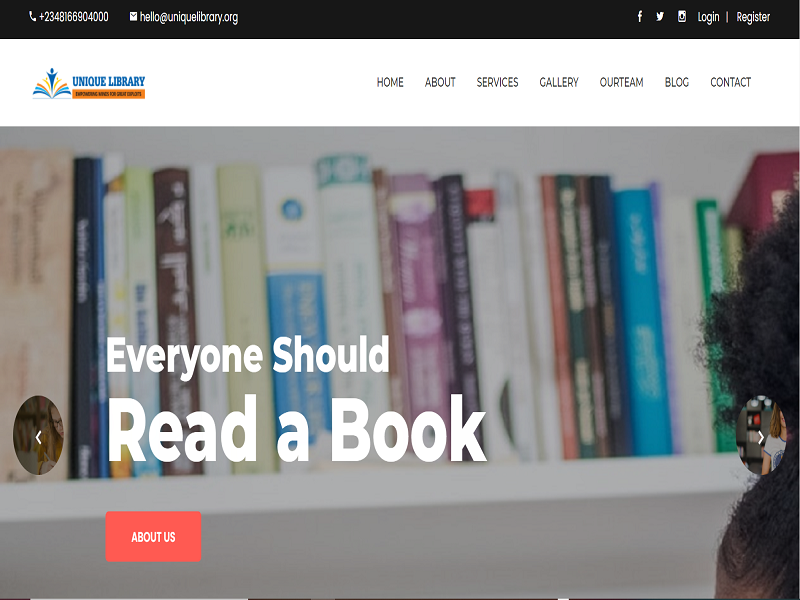 +2348166904000 hello@uniquelibrary.org Login | Register
UNIQUE LIBRARY
EMPOWERING MINDS FOR GREAT EXPLOITS
HOME ABOUT SERVICES GALLERY OURTEAM BLOG CONTACT
Everyone Should
Read a Book
ABOUT US